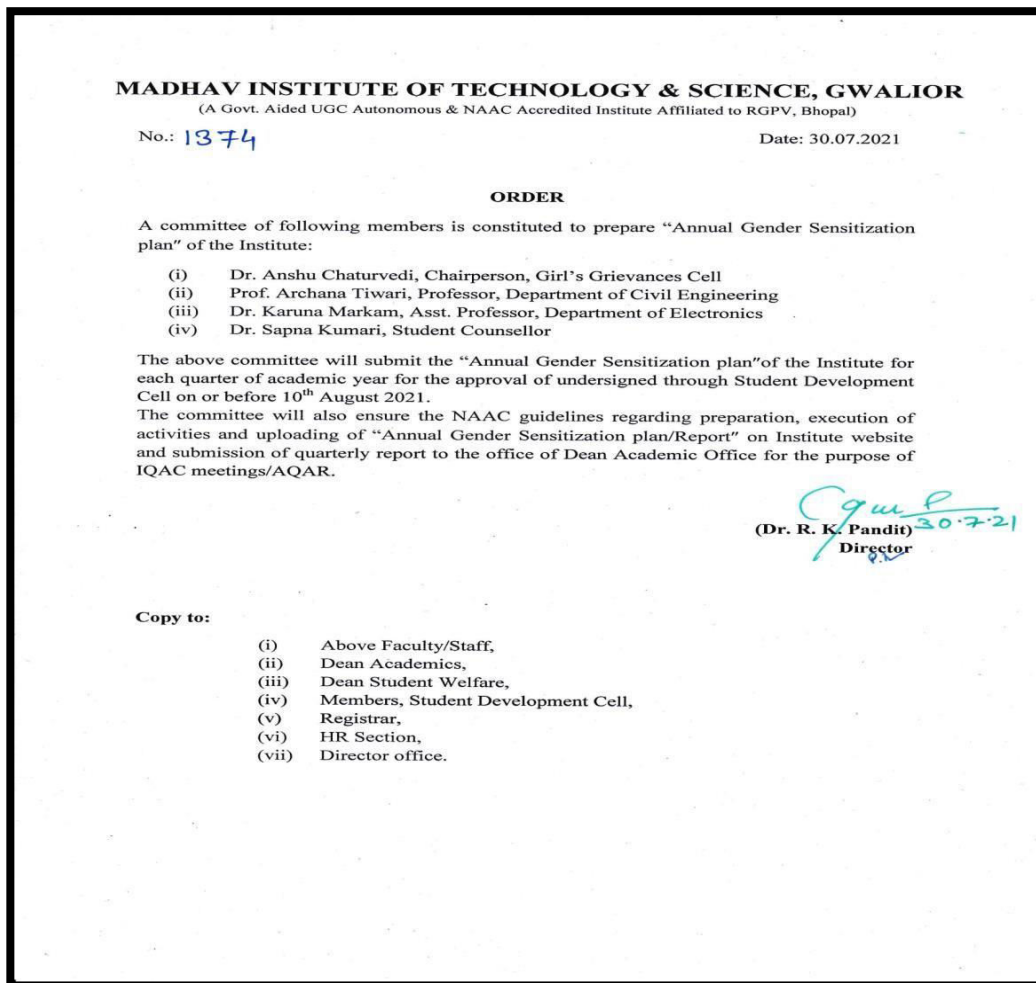 MADHAV INSTITUTE OF TECHNOLOGY & SCIENCE, GWALIOR
(A Govt. Aided UGC Autonomous & NAAC Accredited Institute Affiliated to RGPV, Bhopal)
No.: 1374 Date: 30.07.2021
ORDER
A committee of following members is constituted to prepare “Annual Gender Sensitization
plan” of the Institute:
(i) Dr. Anshu Chaturvedi, Chairperson, Girl's Grievances Cell
(ii) Prof. Archana Tiwari, Professor, Department of Civil Engineering
(iii) Dr. Karuna Markam, Asst. Professor, Department of Electronics
(iv) Dr. Sapna Kumari, Student Counsellor
The above committee will submit the “Annual Gender Sensitization plan”of the Institute for
each quarter of academic year for the approval of undersigned through Student Development
Cell on or before 10th August 2021.
The committee will also ensure the NAAC guidelines regarding preparation, execution of
activities and uploading of “Annual Gender Sensitization plan/Report” on Institute website
and submission of quarterly report to the office of Dean Academic Office for the purpose of
IQAC meetings/AQAR.
30.7.21
(Dr. R. K. Pandit)
Director
Copy to:
(i) Above Faculty/Staff,
(ii) Dean Academics,
(iii) Dean Student Welfare,
(iv) Members, Student Development Cell,
(v) Registrar,
(vi) HR Section,
(vii) Director office.